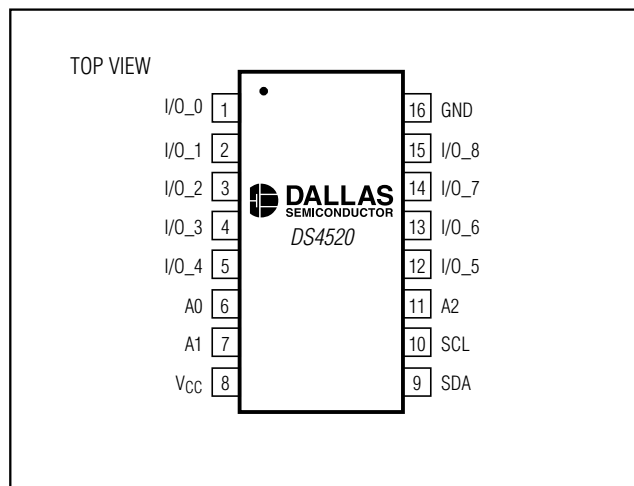 TOP VIEW
I/O_0 1 16 GND
I/O_1 2 15 I/O_8
I/O_2 3 14 I/O_7
DALLAS
SEMICONDUCTOR
I/O_3 4 13 I/O_6
DS4520
I/O_4 5 12 I/O_5
A0 6 11 A2
A1 7 10 SCL
VCC 8 9 SDA